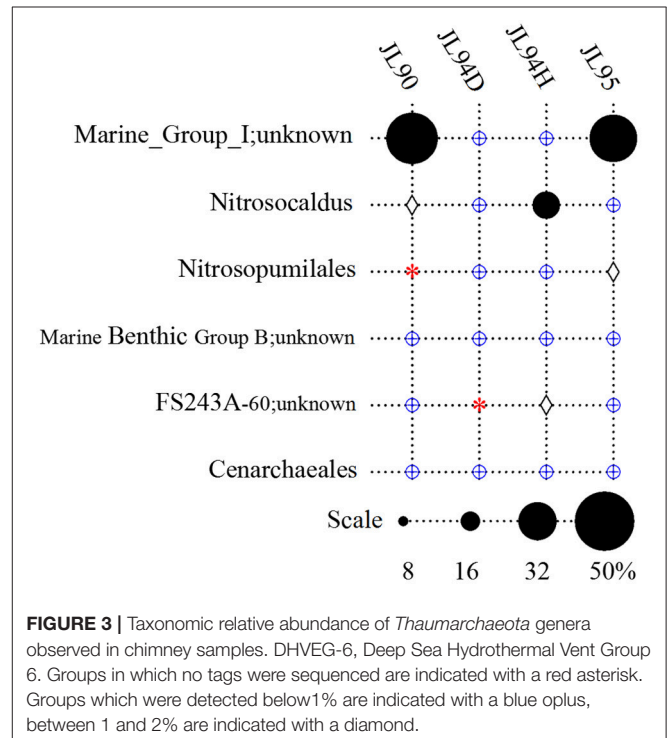 JL90 JL94D JL94H JL95
Marine_Group_I;unknown
Nitrosocaldus
Nitrosopumilales
Marine Benthic Group B;unknown
FS243A-60;unknown
Cenarchaeales
Scale
8 16 32 50%
FIGURE 3 | Taxonomic relative abundance of Thaumarchaeota genera
observed in chimney samples. DHVEG-6, Deep Sea Hydrothermal Vent Group
6. Groups in which no tags were sequenced are indicated with a red asterisk.
Groups which were detected below1% are indicated with a blue oplus,
between 1 and 2% are indicated with a diamond.